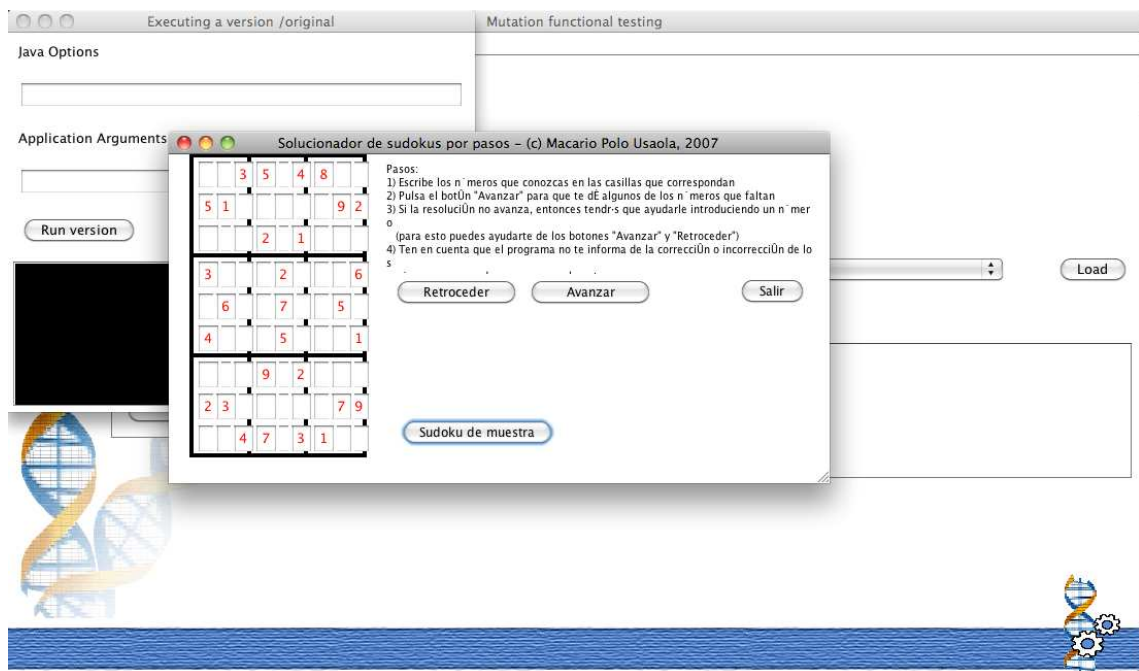 Executing a version /original
Mutation functional testing
Java Options
Application Arguments
Run version
Load
Solucionador de sudokus por pasos - (c) Macario Polo Usaola, 2007
3 5 4 8
5 1 9 2
2 1
3 2 6
6 7 5
4 5 1
9 2
2 3 7 9
4 7 3 1
Pasos:
1) Escribe los n˙meros que conozcas en las casillas que correspondan
2) Pulsa el botÛn "Avanzar" para que te dÈ algunos de los n˙meros que faltan
3) Si la resoluciÛn no avanza, entonces tendr·s que ayudarle introduciendo un n˙mer
o
(para esto puedes ayudarte de los botones "Avanzar" y "Retroceder")
4) Ten en cuenta que el programa no te informa de la correcciÛn o incorrecciÛn de lo
s
Retroceder
Avanzar
Salir
Sudoku de muestra